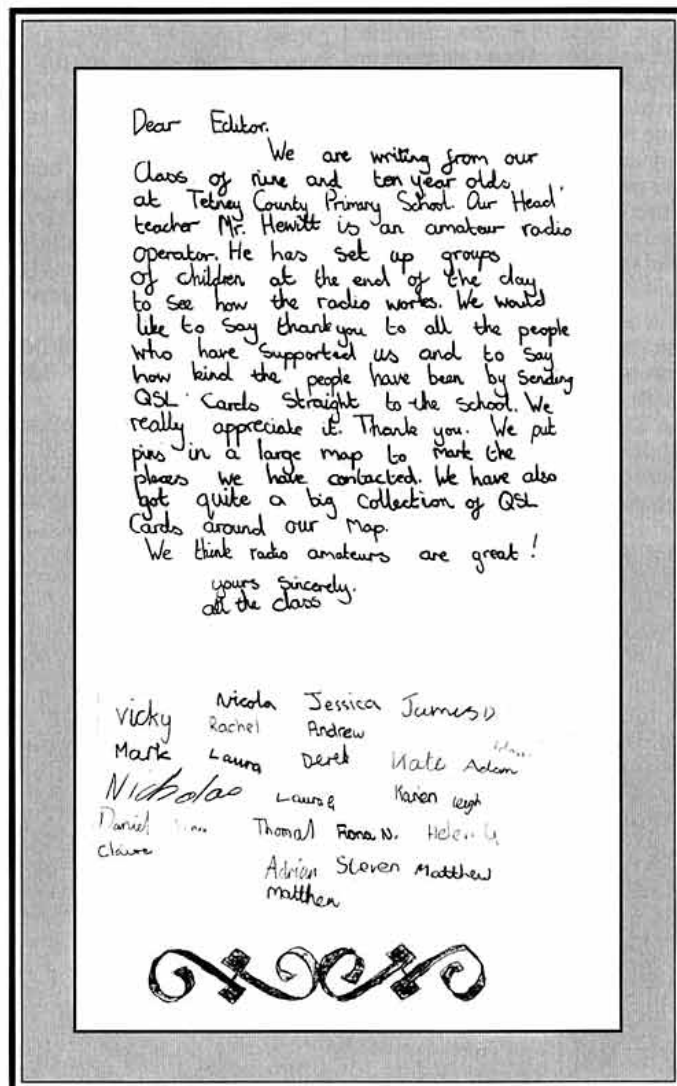 Dear Editor.
We are writing from our
Class of nine and ten year olds
at Tetney County Primary School. Our Head
teacher Mr. Hewitt is an amateur radio
operator. He has set up groups
of children at the end of the day
to see how the radio works. We would
like to say thankyou to all the people
who have supported us and to say
how kind the people have been by sending
QSL Cards straight to the school. We
really appreciate it. Thank you. We put
pins in a large map to mark the
places we have contacted. We have also
got quite a big collection of QSL
Cards around our map.
We think radio amateurs are great!
yours sincerely.
all the class
Vicky Nicola Jessica James D
Rachel Andrew
Mark Laura Derek Kate Adam
Nicholas Laura Karen Leigh
Daniel Thomas Fiona N. Helen
Claire
Adrian Steven Matthew
Matthew